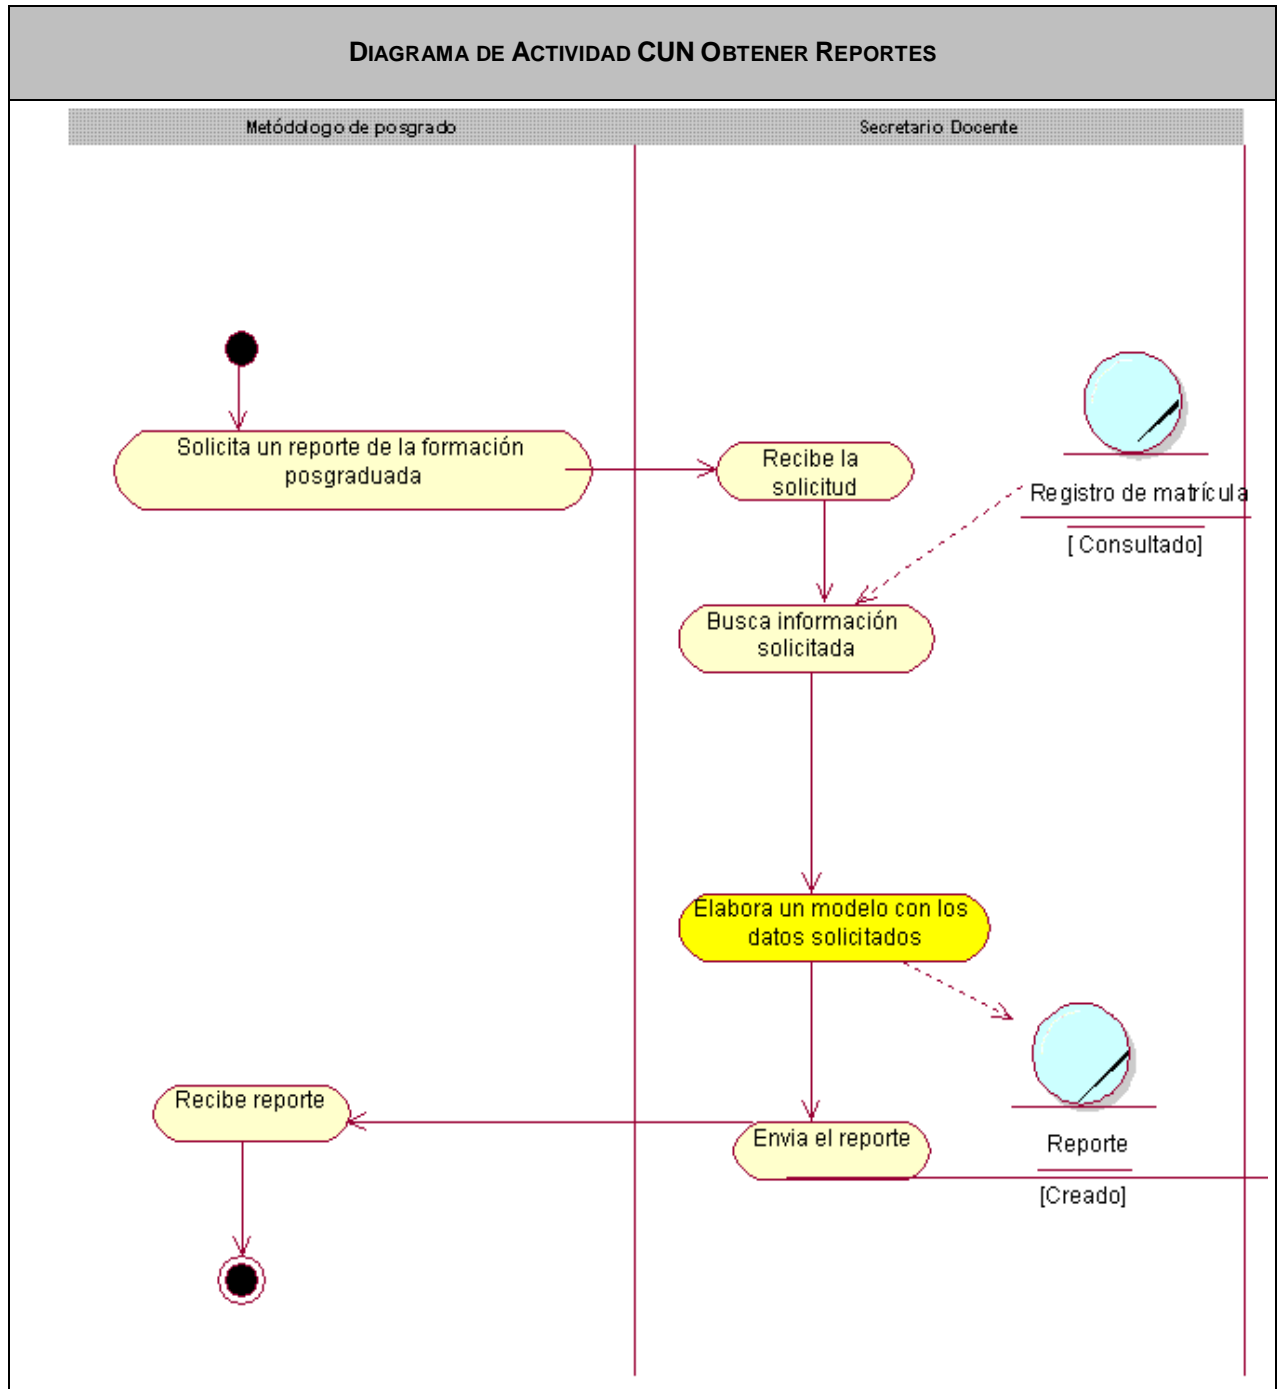 DIAGRAMA DE ACTIVIDAD CUN OBTENER REPORTES
Metódologo de posgrado
Secretario Docente
Solicita un reporte de la formación
posgraduada
Recibe la
solicitud
Registro de matrícula
[ Consultado]
Busca información
solicitada
Elabora un modelo con los
datos solicitados
Recibe reporte
Envia el reporte
Reporte
[Creado]